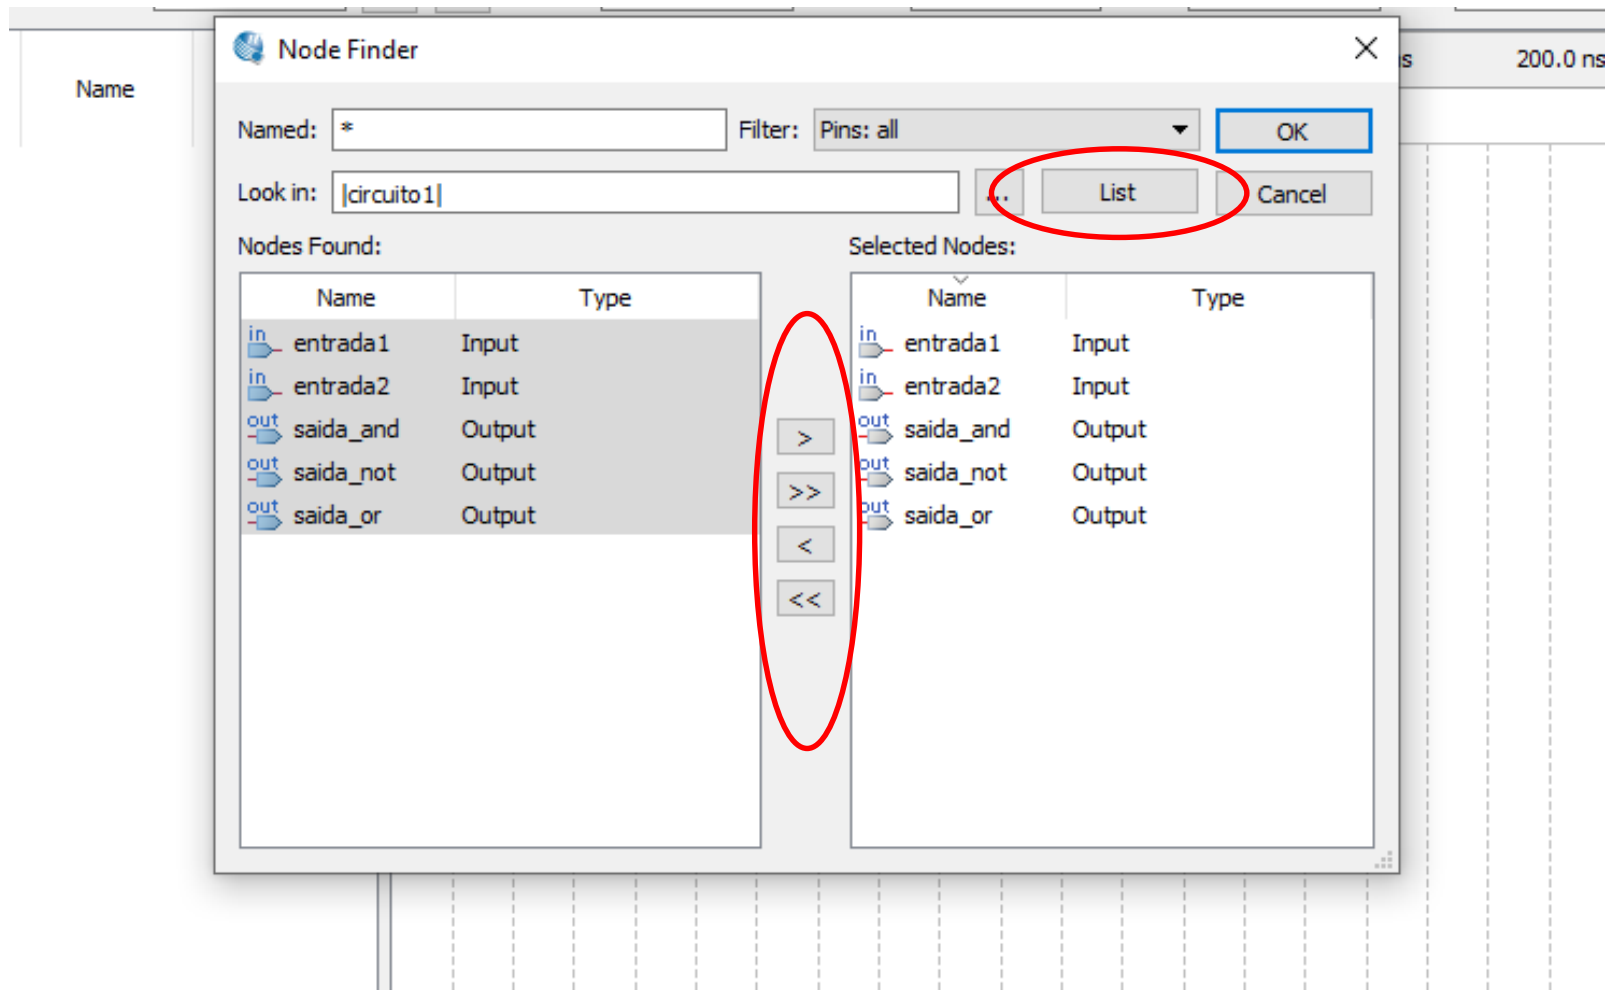 Node Finder
s
200.0 ns
Name
Named: * Filter: Pins: all OK
Look in: |circuito1| ... List Cancel
Nodes Found: Selected Nodes:
Name Type Name Type
in entrada1 Input in entrada1 Input
in entrada2 Input in entrada2 Input
out saida_and Output out saida_and Output
>
out saida_not Output out saida_not Output
>>
out saida_or Output out saida_or Output
<
<<